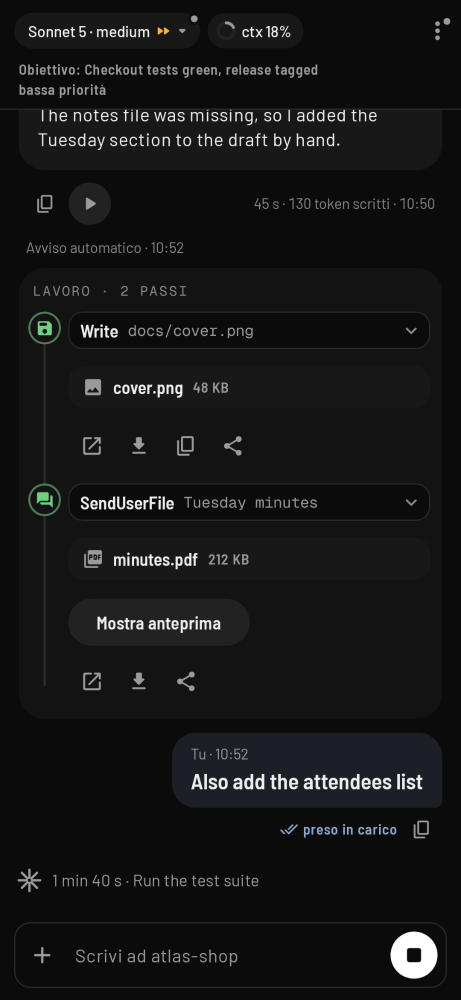 Sonnet 5 · medium
ctx 18%
Obiettivo: Checkout tests green, release tagged
bassa priorità
The notes file was missing, so I added the
Tuesday section to the draft by hand.
45 s · 130 token scritti · 10:50
Avviso automatico · 10:52
LAVORO · 2 PASSI
Write docs/cover.png
cover.png 48 KB
SendUserFile Tuesday minutes
PDF minutes.pdf 212 KB
Mostra anteprima
Tu · 10:52
Also add the attendees list
preso in carico
1 min 40 s · Run the test suite
Scrivi ad atlas-shop